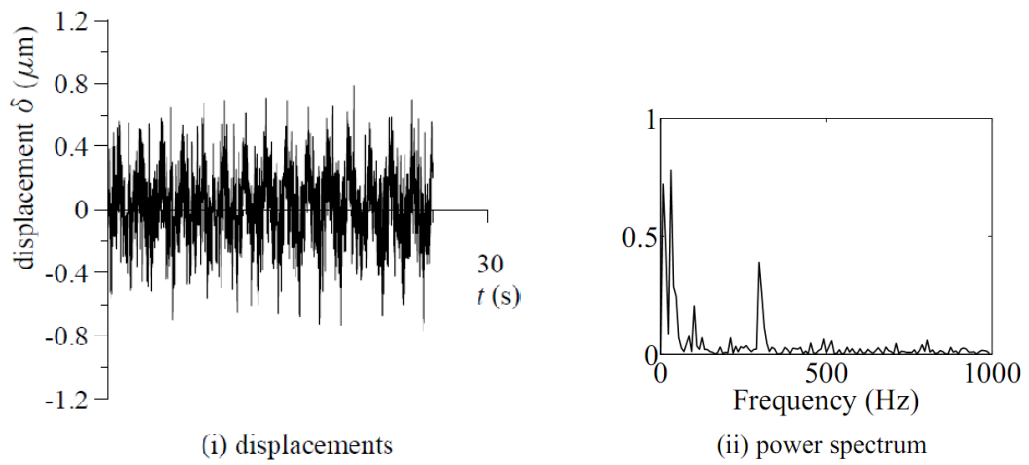 1.2
0.8
0.4
0
-0.4
-0.8
-1.2
displacement δ (μm)
30
t (s)
(i) displacements
1
0.5
0
0
500
1000
Frequency (Hz)
(ii) power spectrum